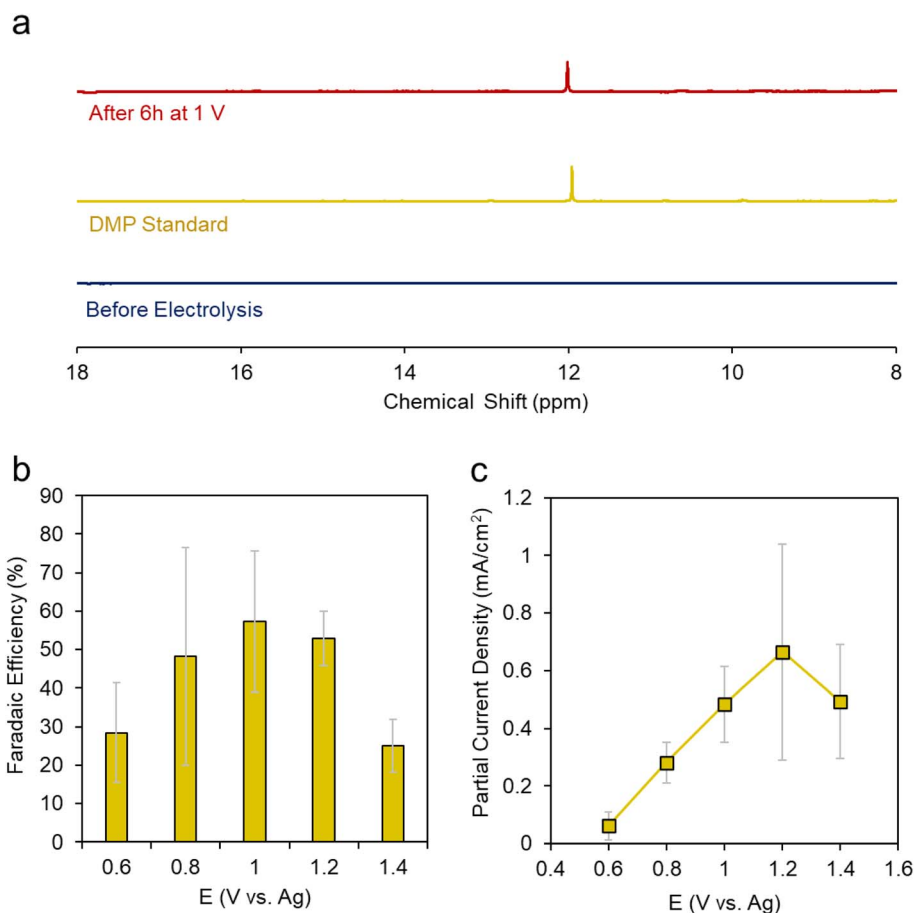 a
After 6h at 1 V
DMP Standard
Before Electrolysis
18 16 14 12 10 8
Chemical Shift (ppm)
b
90
80
70
60
50
40
30
20
10
0
Faradaic Efficiency (%)
0.6 0.8 1 1.2 1.4
E (V vs. Ag)
c
1.2
1
0.8
0.6
0.4
0.2
0
Partial Current Density (mA/cm²)
0.4 0.6 0.8 1 1.2 1.4 1.6
E (V vs. Ag)